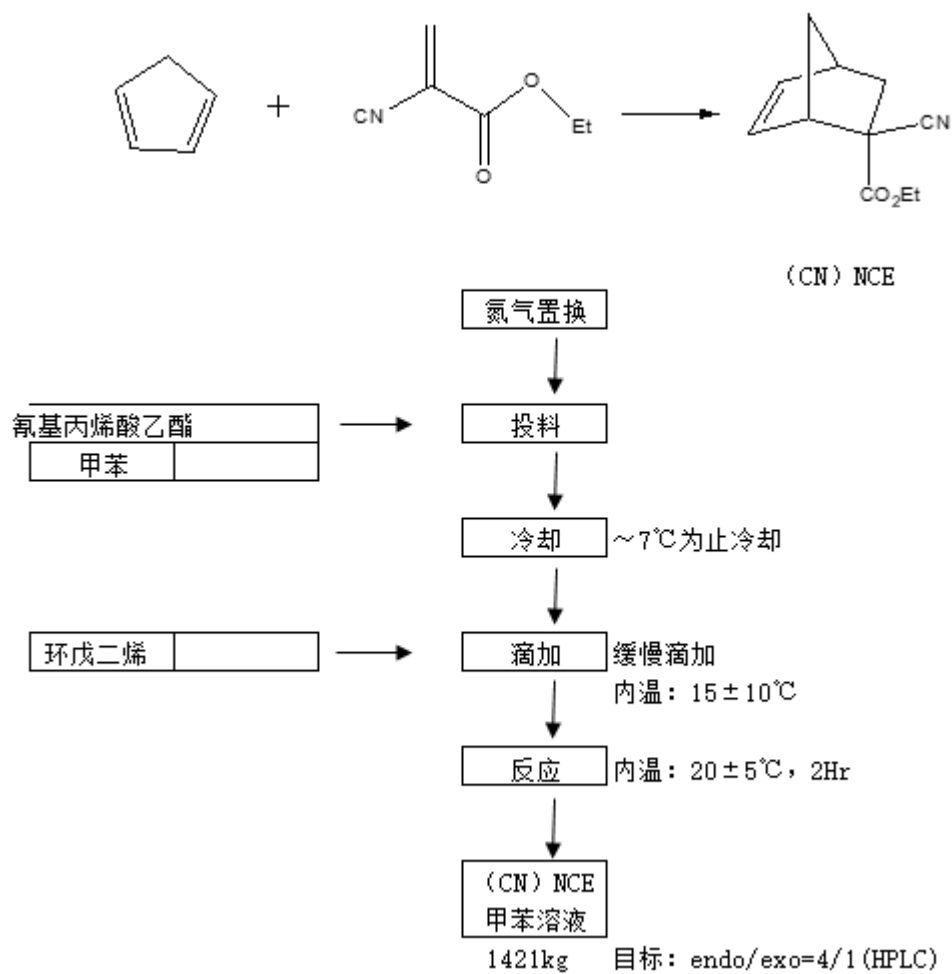 +
O
Et
CN
O
CN
CO₂Et
（CN）NCE
氮气置换
氰基丙烯酸乙酯
甲苯
投料
冷却
～7℃为止冷却
环戊二烯
滴加
缓慢滴加
内温：15±10℃
反应
内温：20±5℃，2Hr
（CN）NCE
甲苯溶液
1421kg
目标：endo/exo=4/1(HPLC)